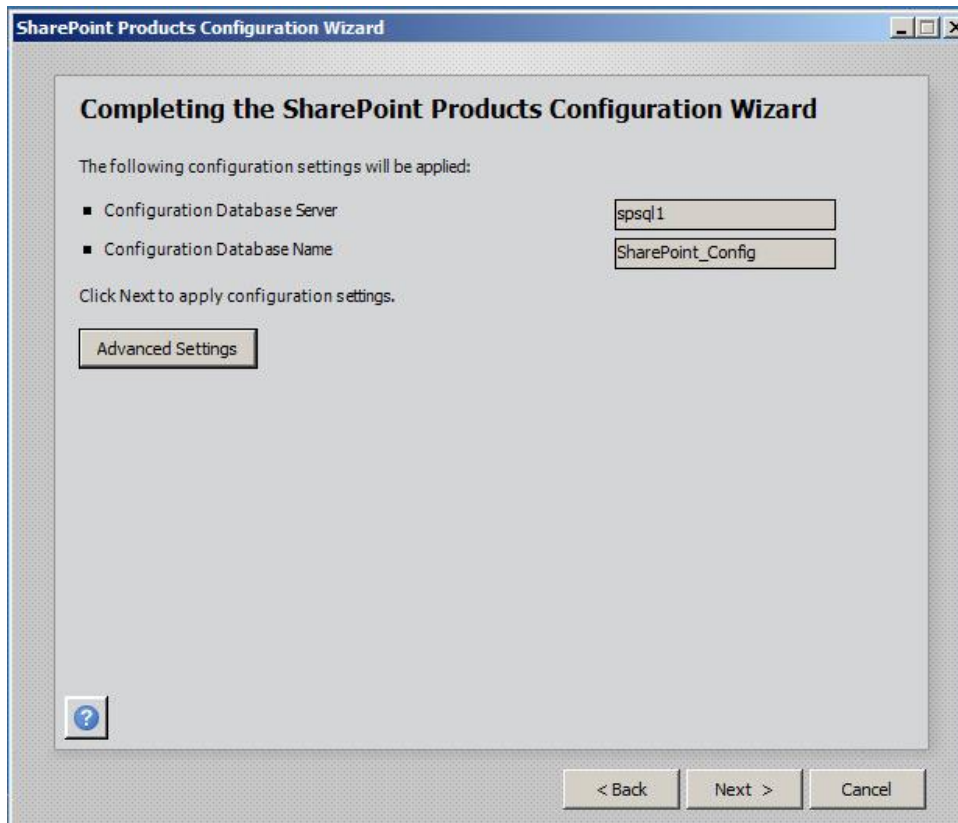 SharePoint Products Configuration Wizard
Completing the SharePoint Products Configuration Wizard
The following configuration settings will be applied:
Configuration Database Server
spsql1
Configuration Database Name
SharePoint_Config
Click Next to apply configuration settings.
Advanced Settings
?
< Back
Next >
Cancel